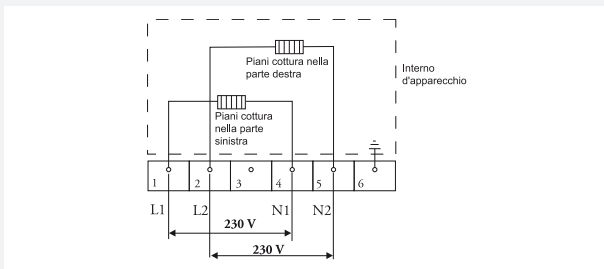 Piani cottura nella
parte destra
Interno
d'apparecchio
Piani cottura
nella parte
sinistra
1 2 3 4 5 6
L1 L2 N1 N2
230 V
230 V